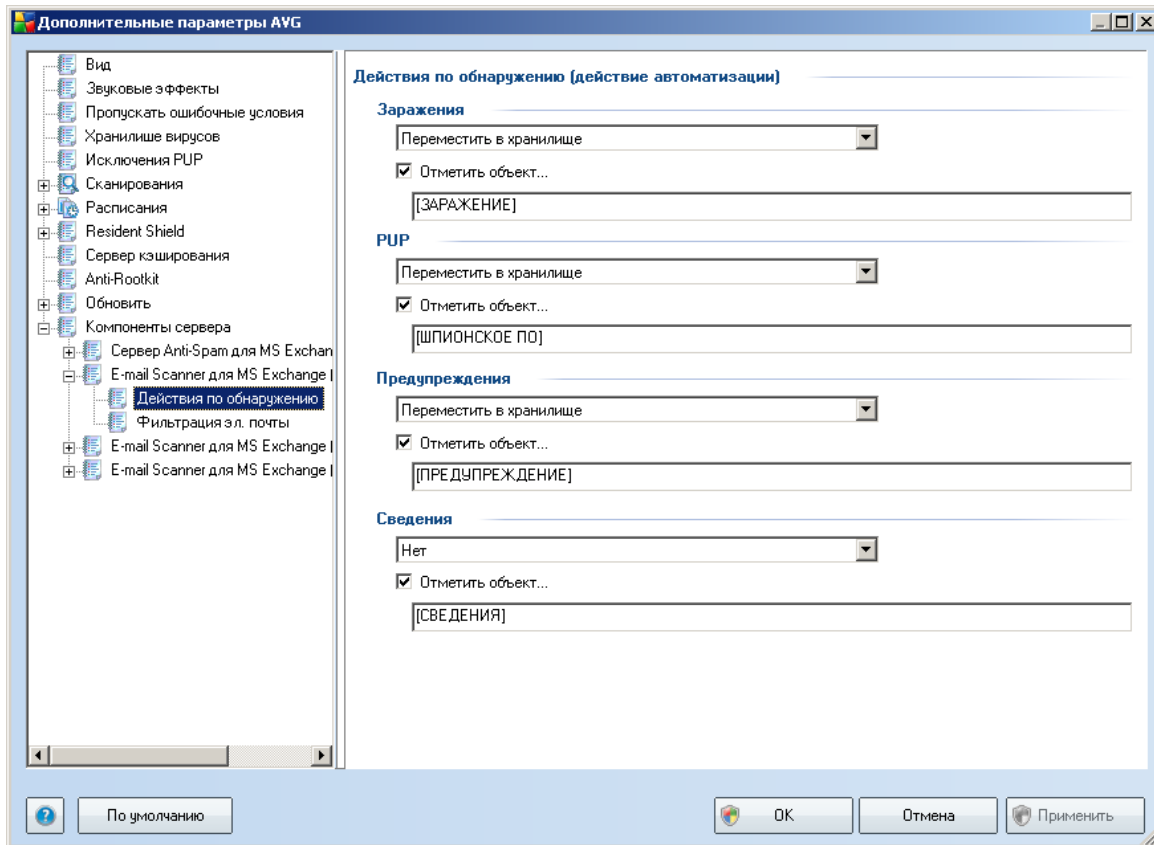 Дополнительные параметры AVG
Вид
Звуковые эффекты
Пропускать ошибочные условия
Хранилише вирусов
Исключения PUP
Сканирования
Расписания
Resident Shield
Сервер кэширования
Anti-Rootkit
Обновить
Компоненты сервера
Сервер Anti-Spam для MS Exchan
E-mail Scanner для MS Exchange
Действия по обнаружению
Фильтрация эл. почты
E-mail Scanner для MS Exchange
E-mail Scanner для MS Exchange
Действия по обнаружению (действие автоматизации)
Заражения
Переместить в хранилище
Отметить объект...
[ЗАРАЖЕНИЕ]
PUP
Переместить в хранилище
Отметить объект...
[ШПИОНСКОЕ ПО]
Предупреждения
Переместить в хранилище
Отметить объект...
[ПРЕДУПРЕЖДЕНИЕ]
Сведения
Нет
Отметить объект...
[СВЕДЕНИЯ]
По умолчанию
OK
Отмена
Применить